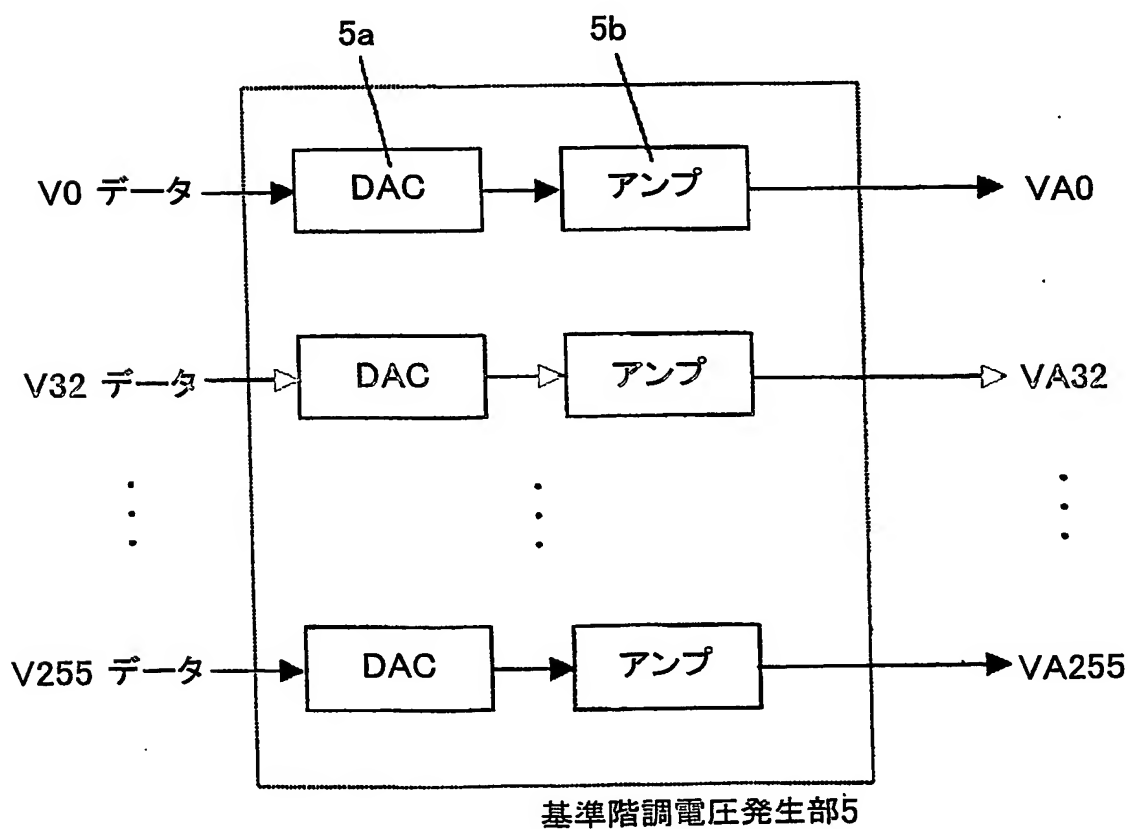 5a 5b
V0 データ DAC アンプ VA0
V32 データ DAC アンプ VA32
V255 データ DAC アンプ VA255
基準階調電圧発生部5